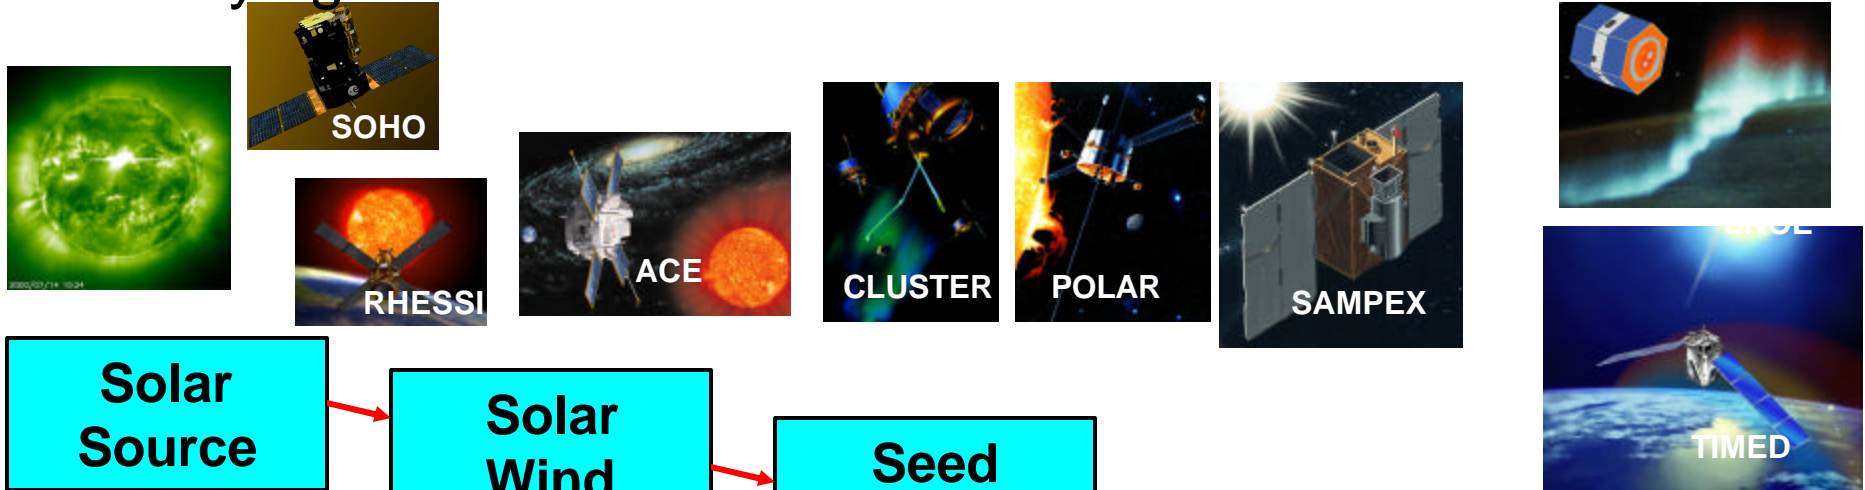 SOHO
RHESSI
ACE
CLUSTER
POLAR
SAMPEX
TIMED
Solar
Source
Solar
Wind
Seed